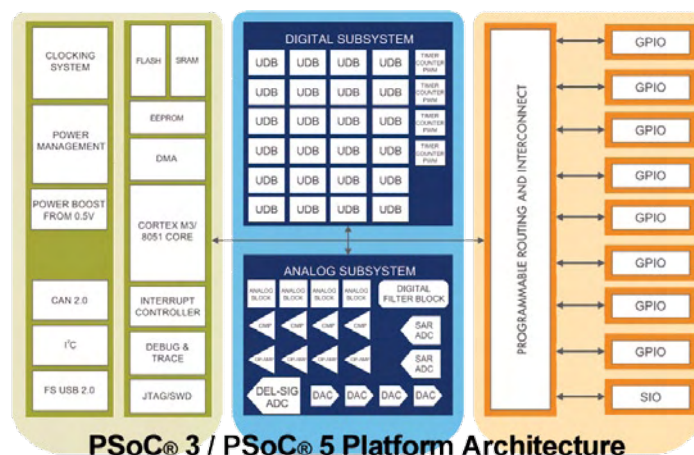 CLOCKING
SYSTEM
POWER
MANAGEMENT
POWER BOOST
FROM 0.5V
CAN 2.0
I²C
FS USB 2.0
FLASH
SRAM
EEPROM
DMA
CORTEX M3/
8051 CORE
INTERRUPT
CONTROLLER
DEBUG &
TRACE
JTAG/SWD
DIGITAL SUBSYSTEM
UDB UDB UDB UDB
TIMER
COUNTER
PWM
UDB UDB UDB UDB
TIMER
COUNTER
PWM
UDB UDB UDB UDB
TIMER
COUNTER
PWM
UDB UDB UDB UDB
TIMER
COUNTER
PWM
UDB UDB UDB UDB
UDB UDB UDB UDB
ANALOG SUBSYSTEM
ANALOG
BLOCK
ANALOG
BLOCK
ANALOG
BLOCK
ANALOG
BLOCK
DIGITAL
FILTER BLOCK
CMP CMP CMP CMP
SAR
ADC
OP-AMP OP-AMP OP-AMP OP-AMP
SAR
ADC
DEL-SIG
ADC
DAC DAC DAC DAC
PROGRAMMABLE ROUTING AND INTERCONNECT
GPIO
GPIO
GPIO
GPIO
GPIO
GPIO
GPIO
GPIO
SIO
PSoC® 3 / PSoC® 5 Platform Architecture